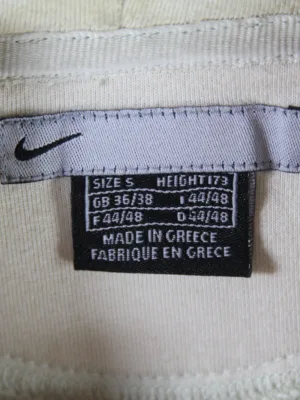 SIZE S HEIGHT 173
GB 36/38 I 44/48
F 44/48 D 44/48
MADE IN GREECE
FABRIQUE EN GRECE